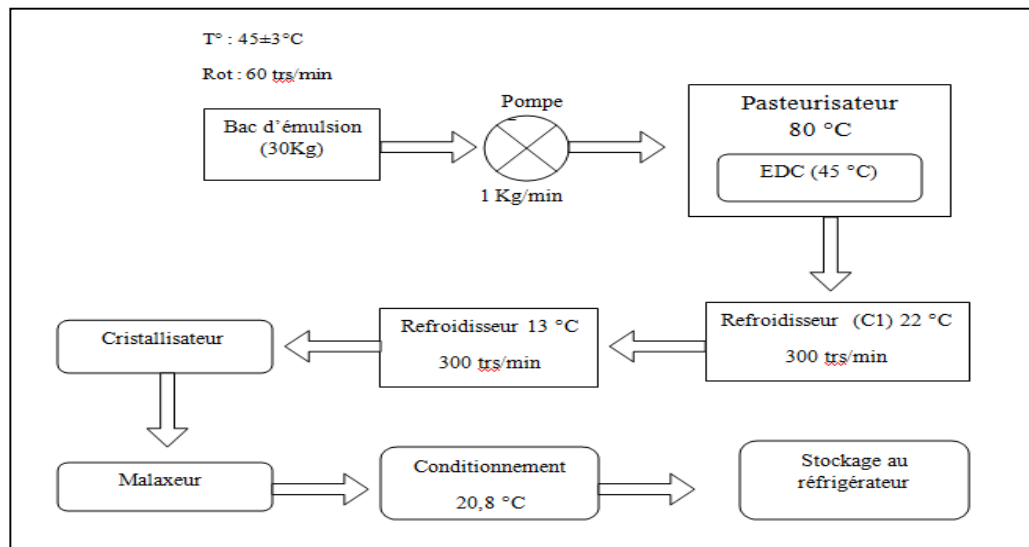 T° : 45±3°C
Rot : 60 trs/min
Bac d’émulsion
(30Kg)
Pompe
1 Kg/min
Pasteurisateur
80 °C
EDC (45 °C)
Refroidisseur (C1) 22 °C
300 trs/min
Refroidisseur 13 °C
300 trs/min
Cristallisateur
Malaxeur
Conditionnement
20,8 °C
Stockage au
réfrigérateur